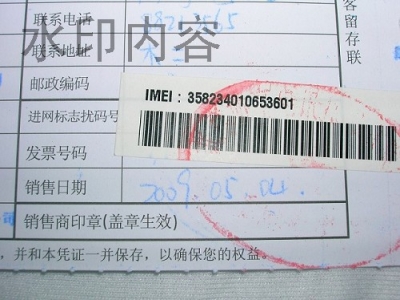 联系电话
水印内容
联系地址
邮政编码
进网标志扰码号
发票号码
销售日期 2009.05.04.
销售商印章(盖章生效)
，并和本凭证一并保存，以确保您的权益。
IMEI : 358234010653601
客留存联